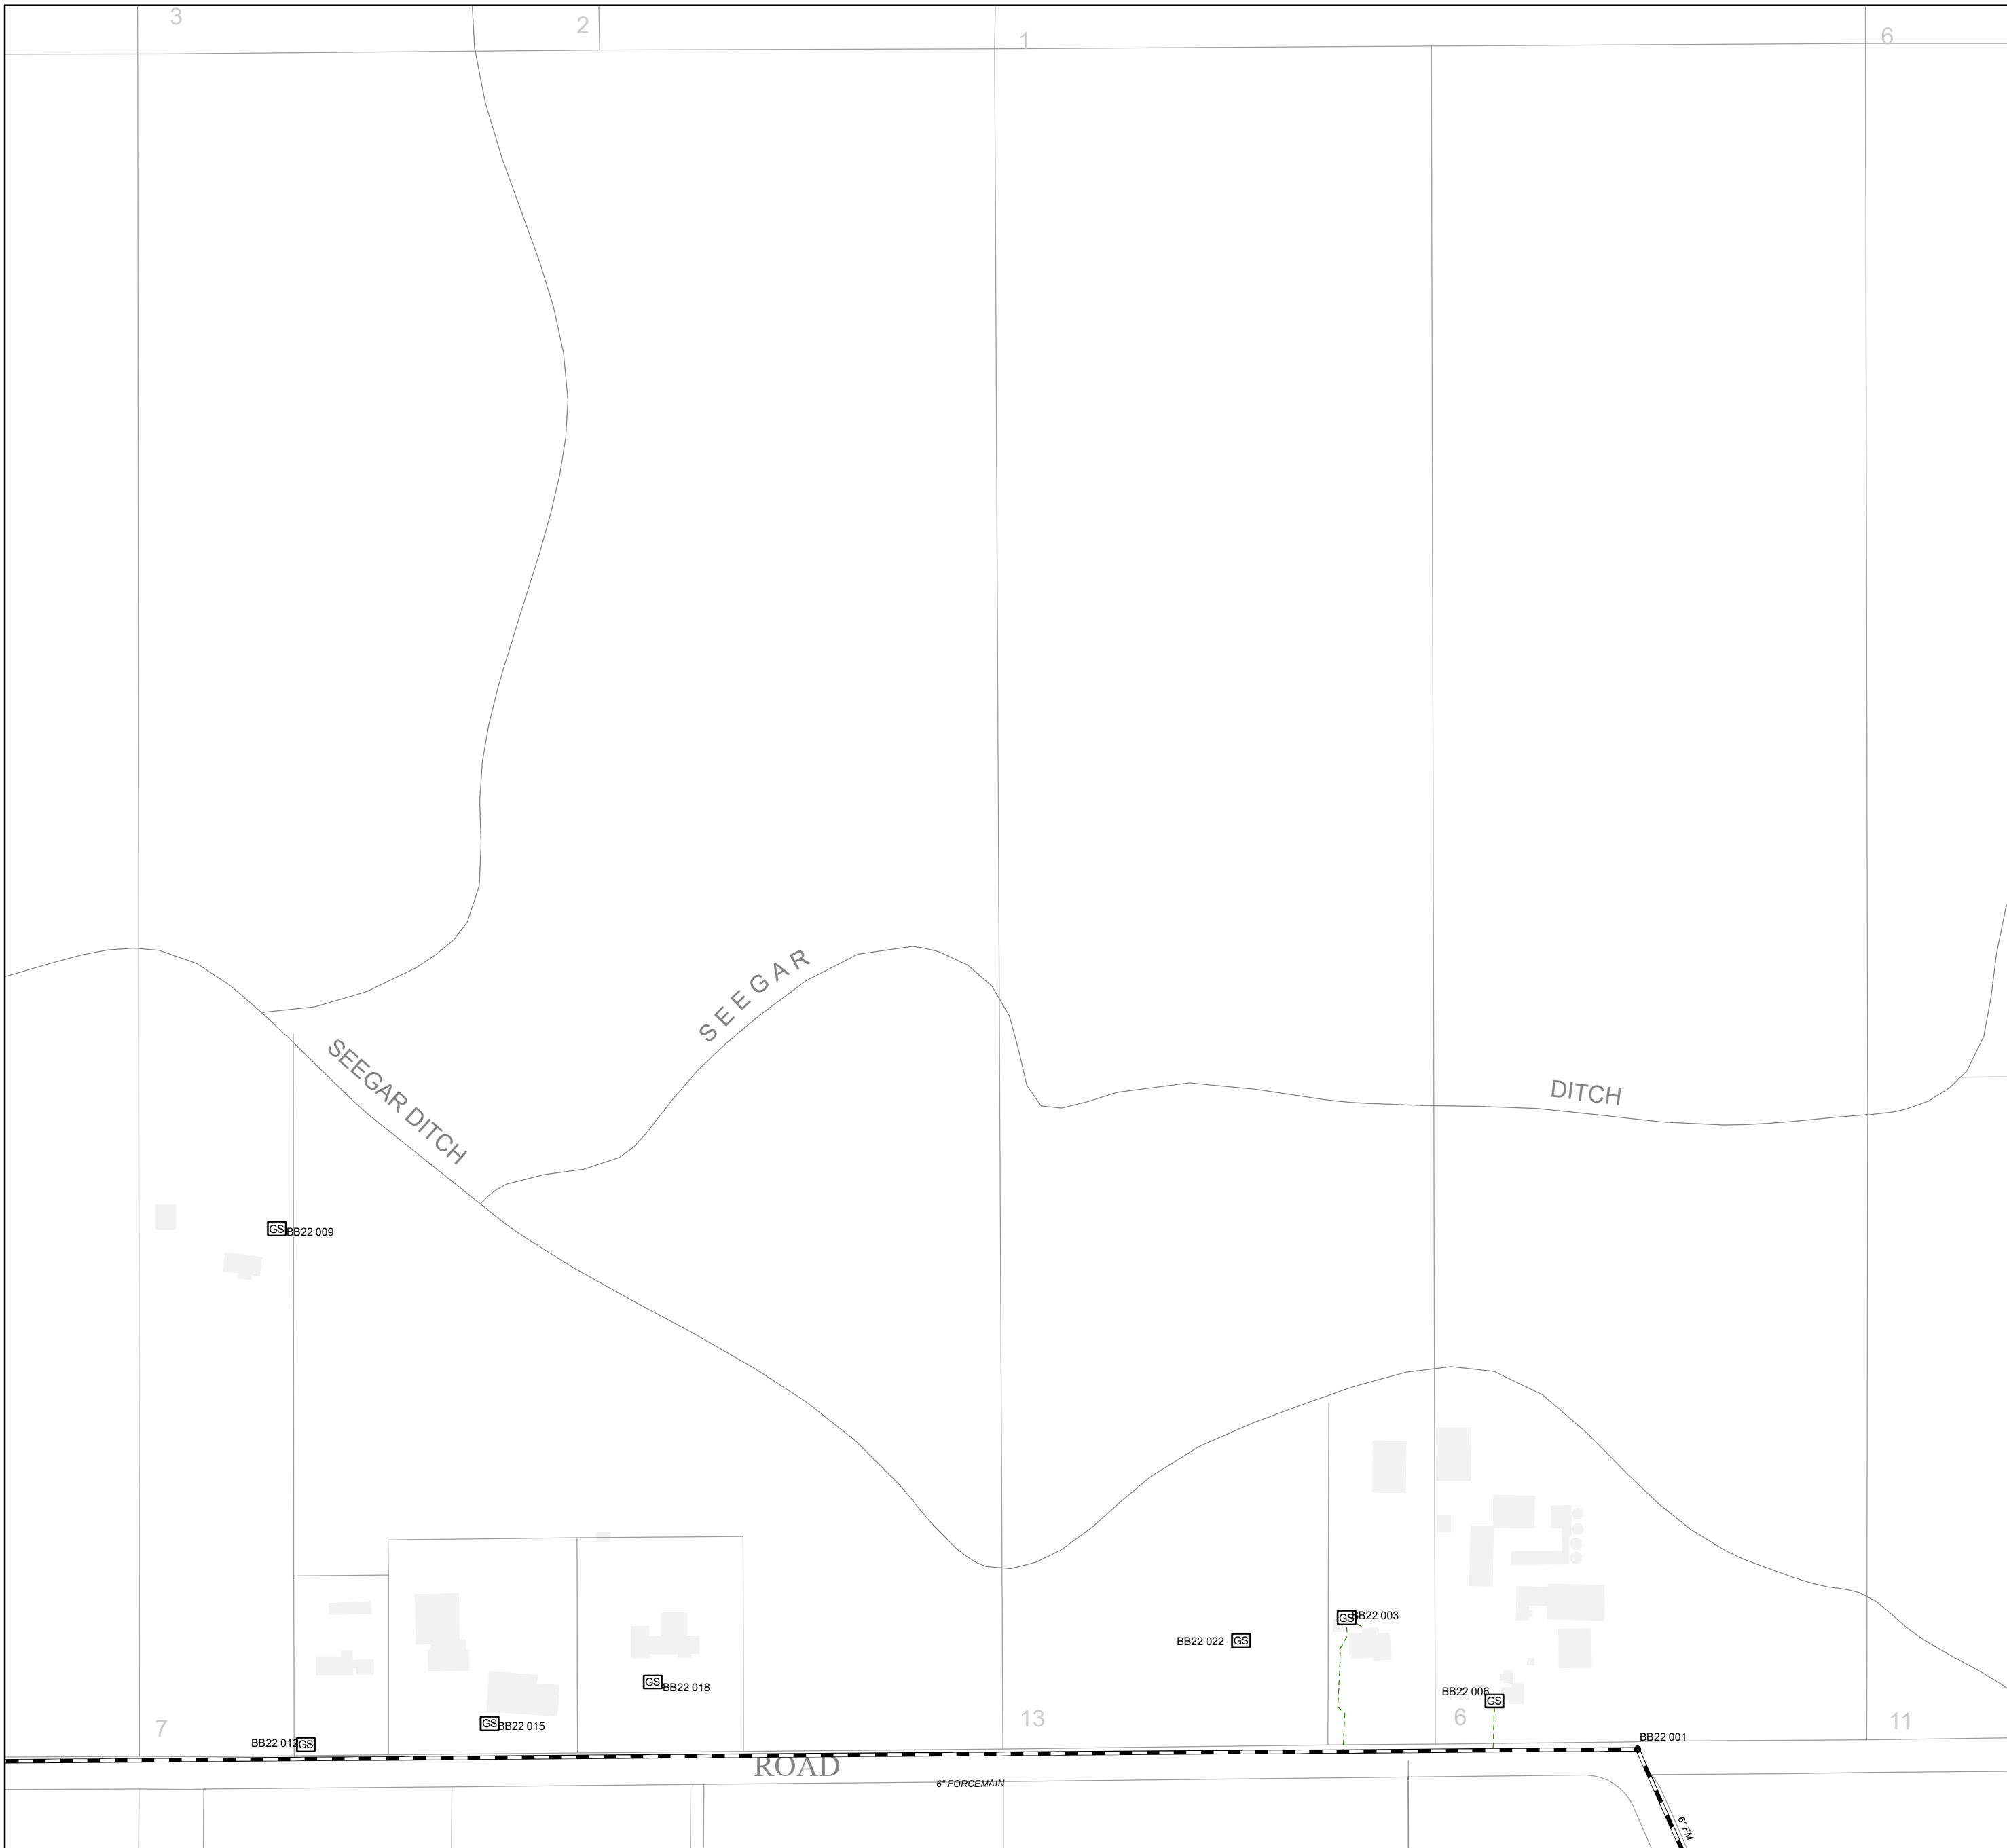 3
2
1
6
SEEGAR
SEEGAR DITCH
DITCH
GS BB22 009
GS BB22 003
BB22 022 GS
GS BB22 018
BB22 006 GS
7
13
6
11
GS BB22 015
BB22 012 GS
BB22 001
ROAD
6" FORCEMAIN
6" FM